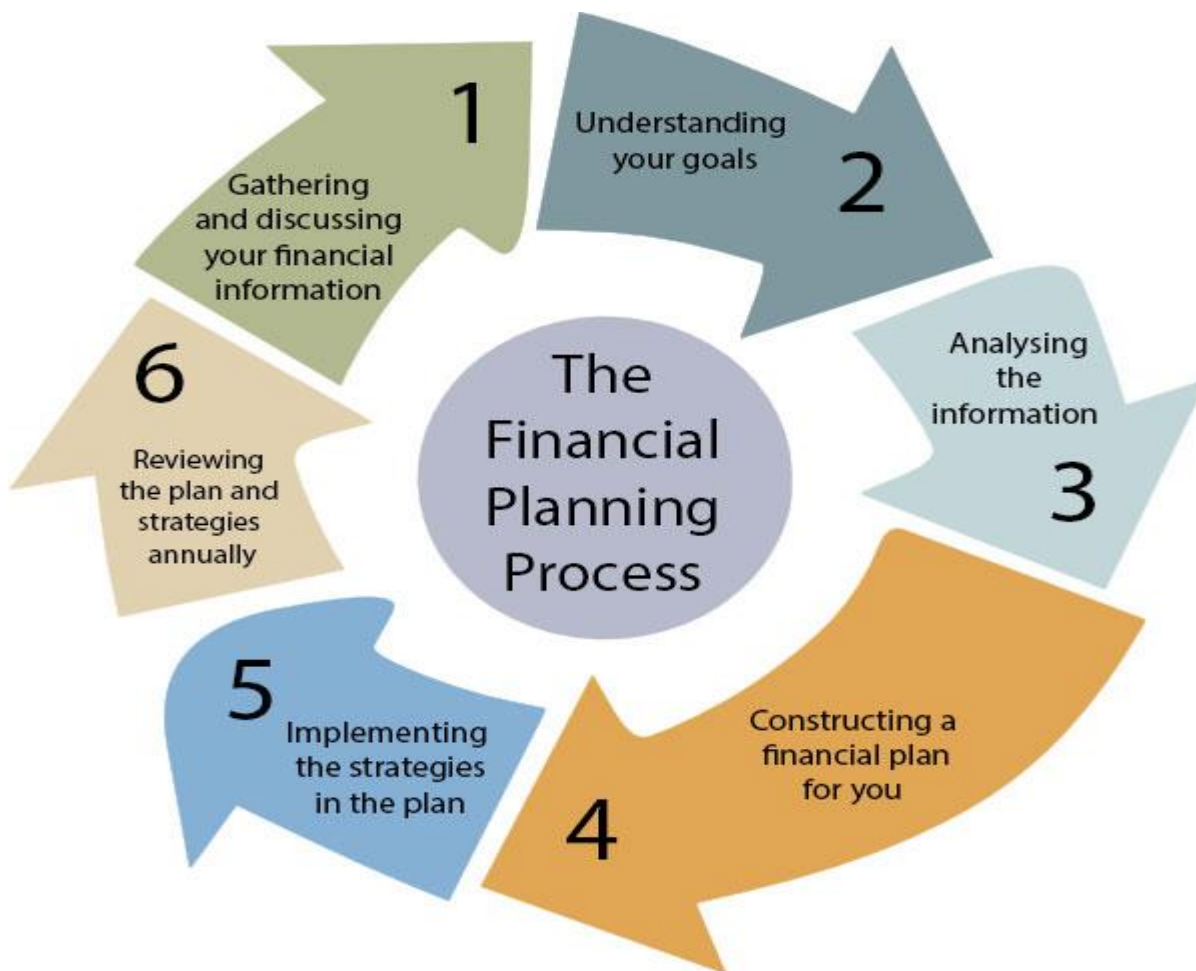 1
Gathering
and discussing
your financial
information
Understanding
your goals
2
Analysing
the
information
3
Constructing a
financial plan
for you
4
5
Implementing
the strategies
in the plan
6
Reviewing
the plan and
strategies
annually
The
Financial
Planning
Process